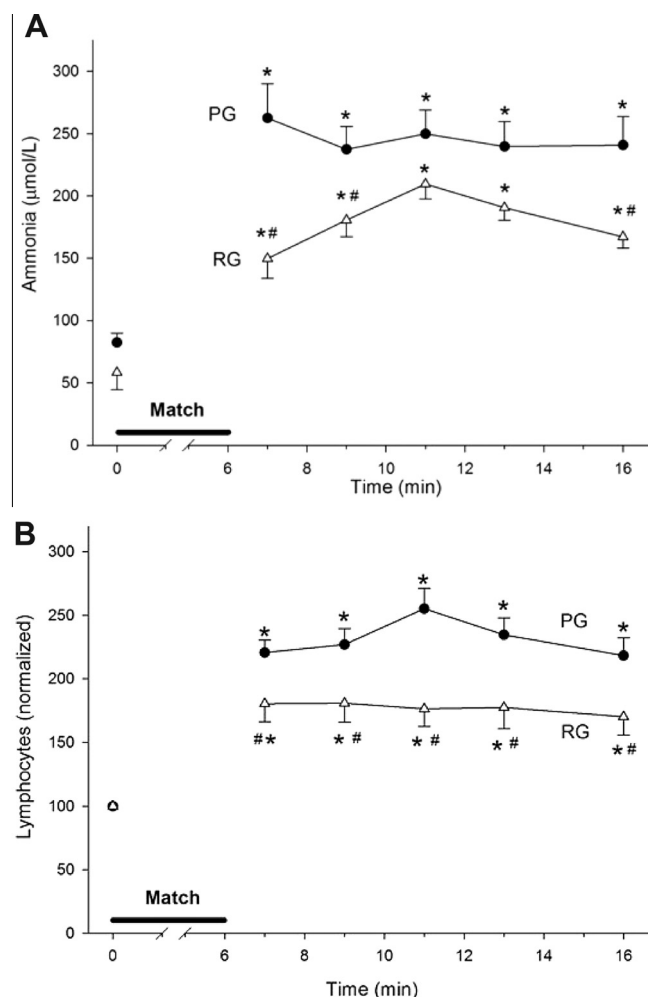 A
300
250
200
150
100
50
0
Ammonia (µmol/L)
PG
RG
* * * * *
*# *# * * *#
Match
0 6 8 10 12 14 16
Time (min)
B
300
250
200
150
100
50
0
Lymphocytes (normalized)
* * * * *
PG
RG
#* *# *# *# *#
Match
0 6 8 10 12 14 16
Time (min)